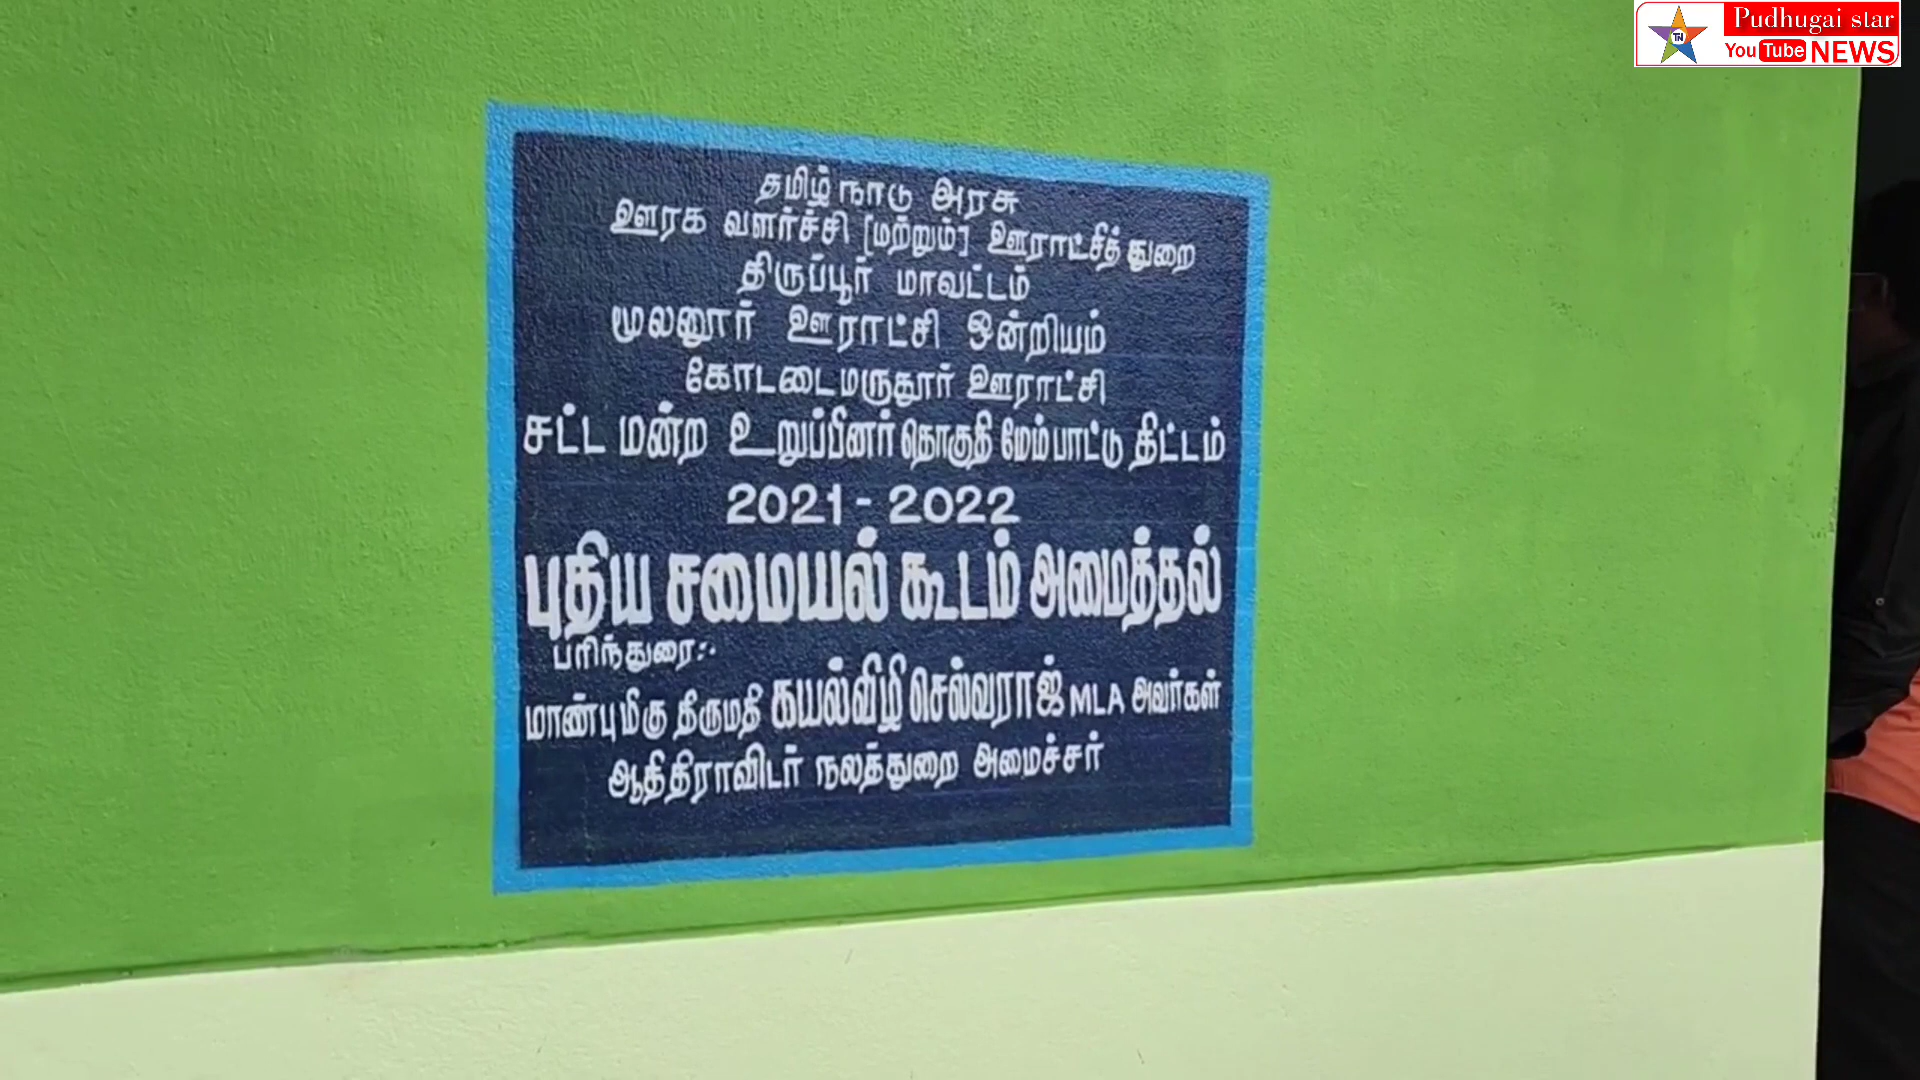 Pudhugai star
TN
YouTube NEWS
தமிழ்நாடு அரசு
ஊரக வளர்ச்சி [மற்றும்] ஊராட்சித்துறை
திருப்பூர் மாவட்டம்
மூலனூர் ஊராட்சி ஒன்றியம்
கோடடைமருதூர் ஊராட்சி
சட்ட மன்ற உறுப்பினர் தொகுதி மேம்பாட்டு திட்டம்
2021-2022
புதிய சமையல் கூடம் அமைத்தல்
பரிந்துரை:-
மாண்புமிகு திருமதி கயல்விழி செல்வராஜ் MLA அவர்கள்
ஆதிதிராவிடர் நலத்துறை அமைச்சர்